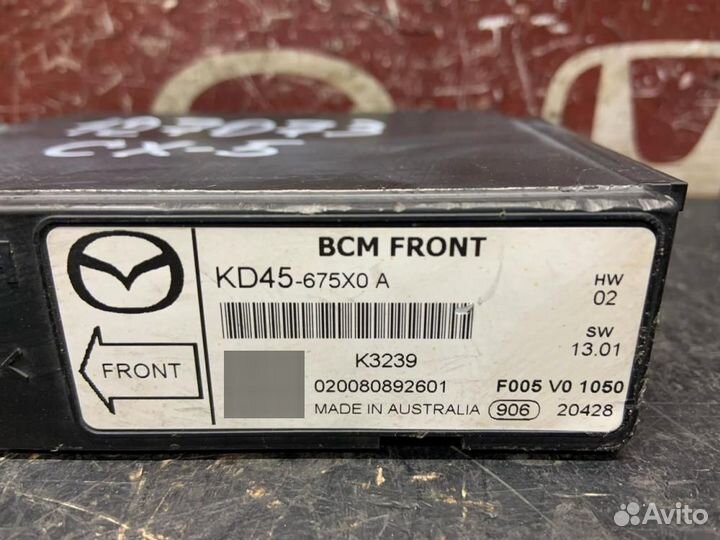 127073
CX-5
BCM FRONT
KD45-675X0 A
HW
02
SW
13.01
FRONT
K3239
020080892601
F005 V0 1050
MADE IN AUSTRALIA
906
20428
Avito